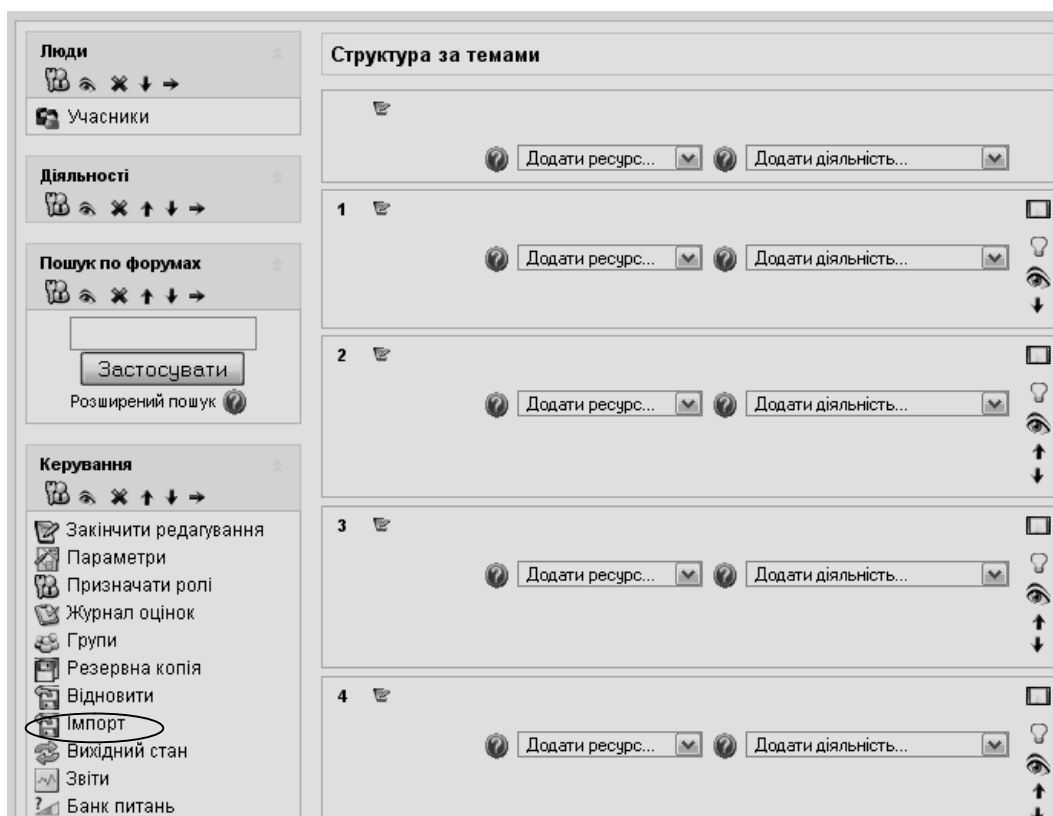 Люди
Учасники
Діяльності
Пошук по форумах
Застосувати
Розширений пошук
Керування
Закінчити редагування
Параметри
Призначати ролі
Журнал оцінок
Групи
Резервна копія
Відновити
Імпорт
Вихідний стан
Звіти
Банк питань
Структура за темами
Додати ресурс... Додати діяльність...
1
Додати ресурс... Додати діяльність...
2
Додати ресурс... Додати діяльність...
3
Додати ресурс... Додати діяльність...
4
Додати ресурс... Додати діяльність...